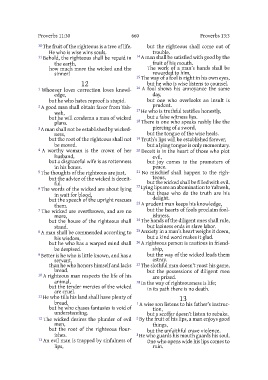 Proverbs 11:30 660 Proverbs 13:3
30 The fruit of the righteous is a tree of life.
He who is wise wins souls.
31 Behold, the righteous shall be repaid in
the earth,
how much more the wicked and the
sinner!
12
1 Whoever loves correction loves knowl-
edge,
but he who hates reproof is stupid.
2 A good man shall obtain favor from Yah-
weh,
but he will condemn a man of wicked
plans.
3 A man shall not be established by wicked-
ness,
but the root of the righteous shall not
be moved.
4 A worthy woman is the crown of her
husband,
but a disgraceful wife is as rottenness
in his bones.
5 The thoughts of the righteous are just,
but the advice of the wicked is deceit-
ful.
6 The words of the wicked are about lying
in wait for blood,
but the speech of the upright rescues
them.
7 The wicked are overthrown, and are no
more,
but the house of the righteous shall
stand.
8 A man shall be commended according to
his wisdom,
but he who has a warped mind shall
be despised.
9 Better is he who is little known, and has a
servant,
than he who honors himself and lacks
bread.
10 A righteous man respects the life of his
animal,
but the tender mercies of the wicked
are cruel.
11 He who tills his land shall have plenty of
bread,
but he who chases fantasies is void of
understanding.
12 The wicked desires the plunder of evil
men,
but the root of the righteous flour-
ishes.
13 An evil man is trapped by sinfulness of
lips,
but the righteous shall come out of
trouble.
14 A man shall be satisfied with good by the
fruit of his mouth.
The work of a man's hands shall be
rewarded to him.
15 The way of a fool is right in his own eyes,
but he who is wise listens to counsel.
16 A fool shows his annoyance the same
day,
but one who overlooks an insult is
prudent.
17 He who is truthful testifies honestly,
but a false witness lies.
18 There is one who speaks rashly like the
piercing of a sword,
but the tongue of the wise heals.
19 Truth's lips will be established forever,
but a lying tongue is only momentary.
20 Deceit is in the heart of those who plot
evil,
but joy comes to the promoters of
peace.
21 No mischief shall happen to the right-
eous,
but the wicked shall be filled with evil.
22 Lying lips are an abomination to Yahweh,
but those who do the truth are his
delight.
23 A prudent man keeps his knowledge,
but the hearts of fools proclaim fool-
ishness.
24 The hands of the diligent ones shall rule,
but laziness ends in slave labor.
25 Anxiety in a man's heart weighs it down,
but a kind word makes it glad.
26 A righteous person is cautious in friend-
ship,
but the way of the wicked leads them
astray.
27 The slothful man doesn't roast his game,
but the possessions of diligent men
are prized.
28 In the way of righteousness is life;
in its path there is no death.
13
1 A wise son listens to his father's instruc-
tion,
but a scoffer doesn't listen to rebuke.
2 By the fruit of his lips, a man enjoys good
things,
but the unfaithful crave violence.
3 He who guards his mouth guards his soul.
One who opens wide his lips comes to
ruin.